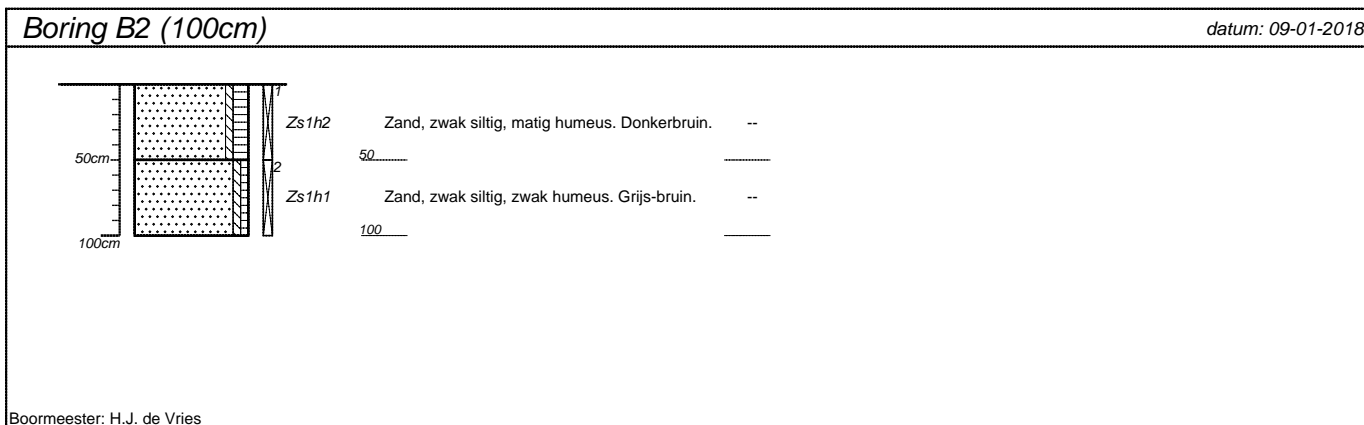 Boring B2 (100cm) datum: 09-01-2018
1
Zs1h2 Zand, zwak siltig, matig humeus. Donkerbruin. --
50cm 50
2
Zs1h1 Zand, zwak siltig, zwak humeus. Grijs-bruin. --
100cm 100
Boormeester: H.J. de Vries